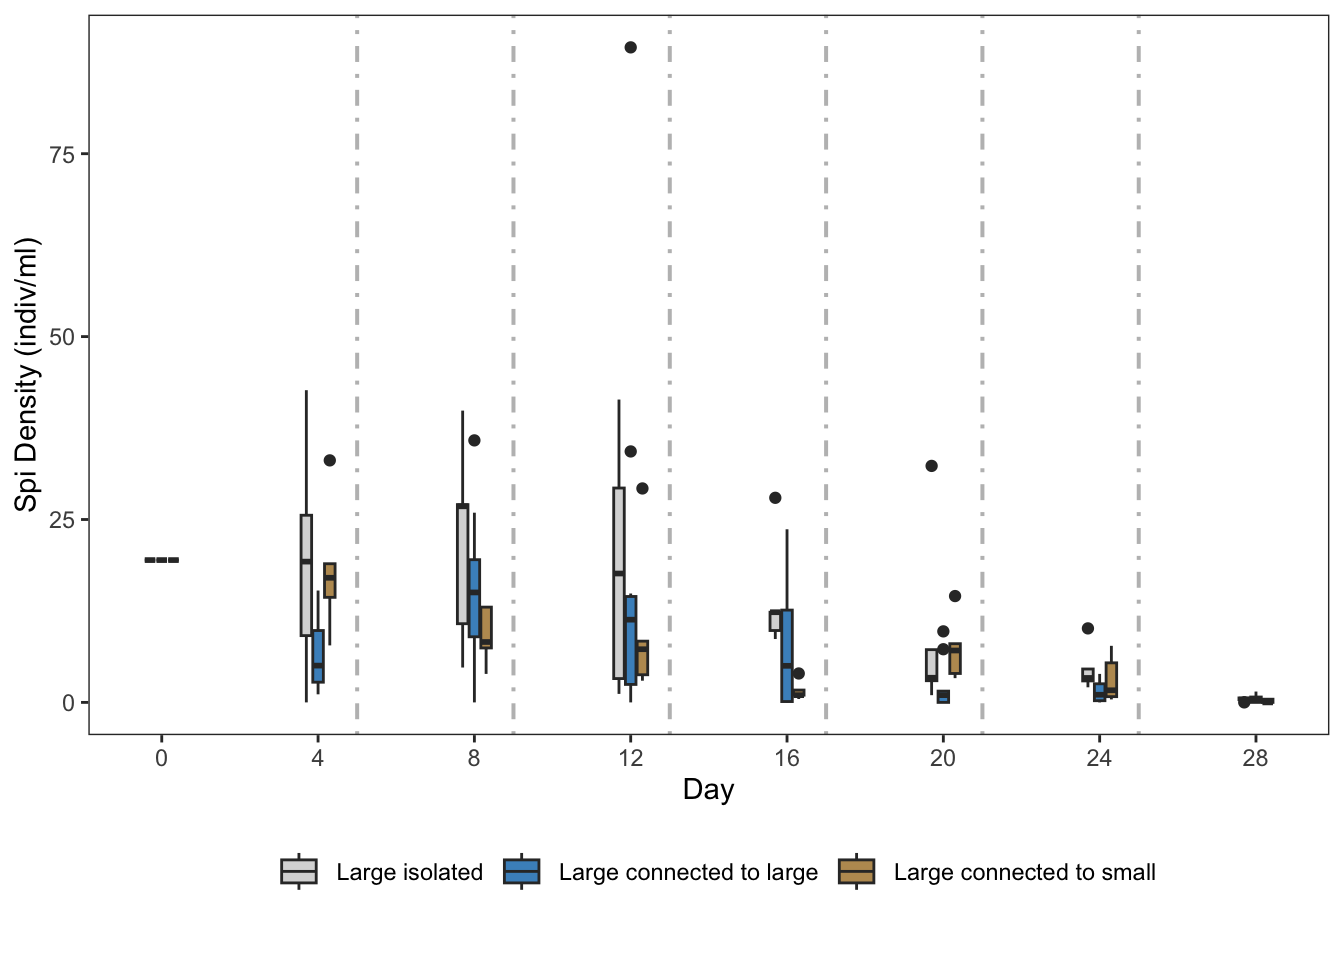 Spi Density (indiv/ml)
75
50
25
0
0 4 8 12 16 20 24 28
Day
Large isolated Large connected to large Large connected to small